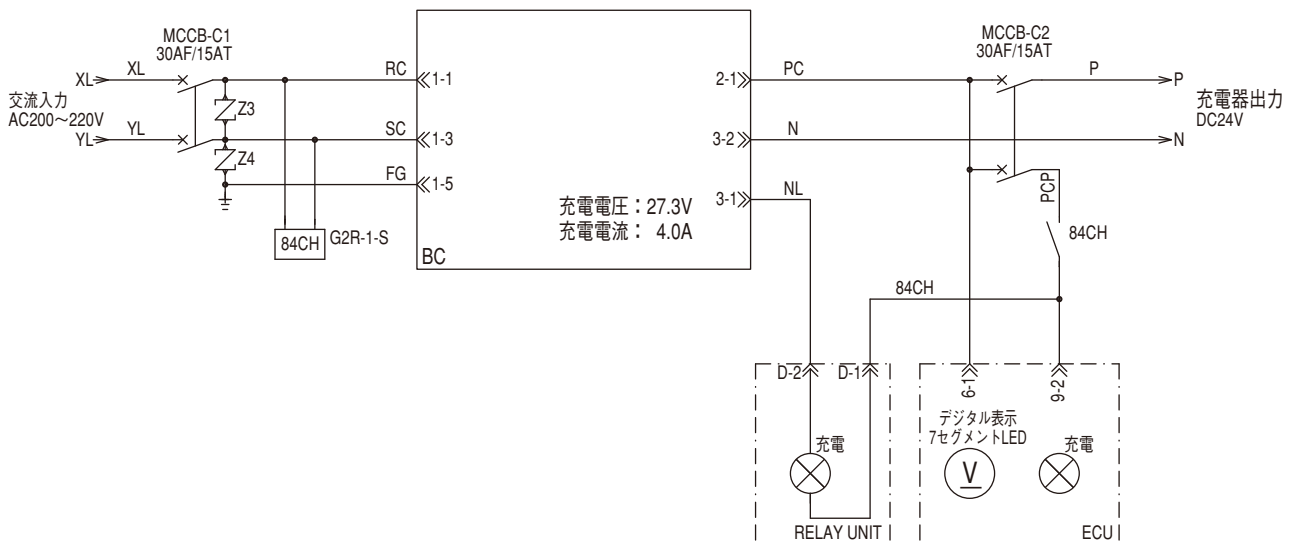 MCCB-C1
30AF/15AT
XL
XL
交流入力
AC200～220V
YL
YL
Z3
Z4
RC
1-1
SC
1-3
FG
1-5
84CH
G2R-1-S
充電電圧：27.3V
充電電流： 4.0A
BC
2-1
PC
3-2
N
3-1
NL
MCCB-C2
30AF/15AT
P
P
充電器出力
DC24V
N
PCP
84CH
84CH
D-2
D-1
6-1
9-2
充電
デジタル表示
7セグメントLED
V
充電
RELAY UNIT
ECU